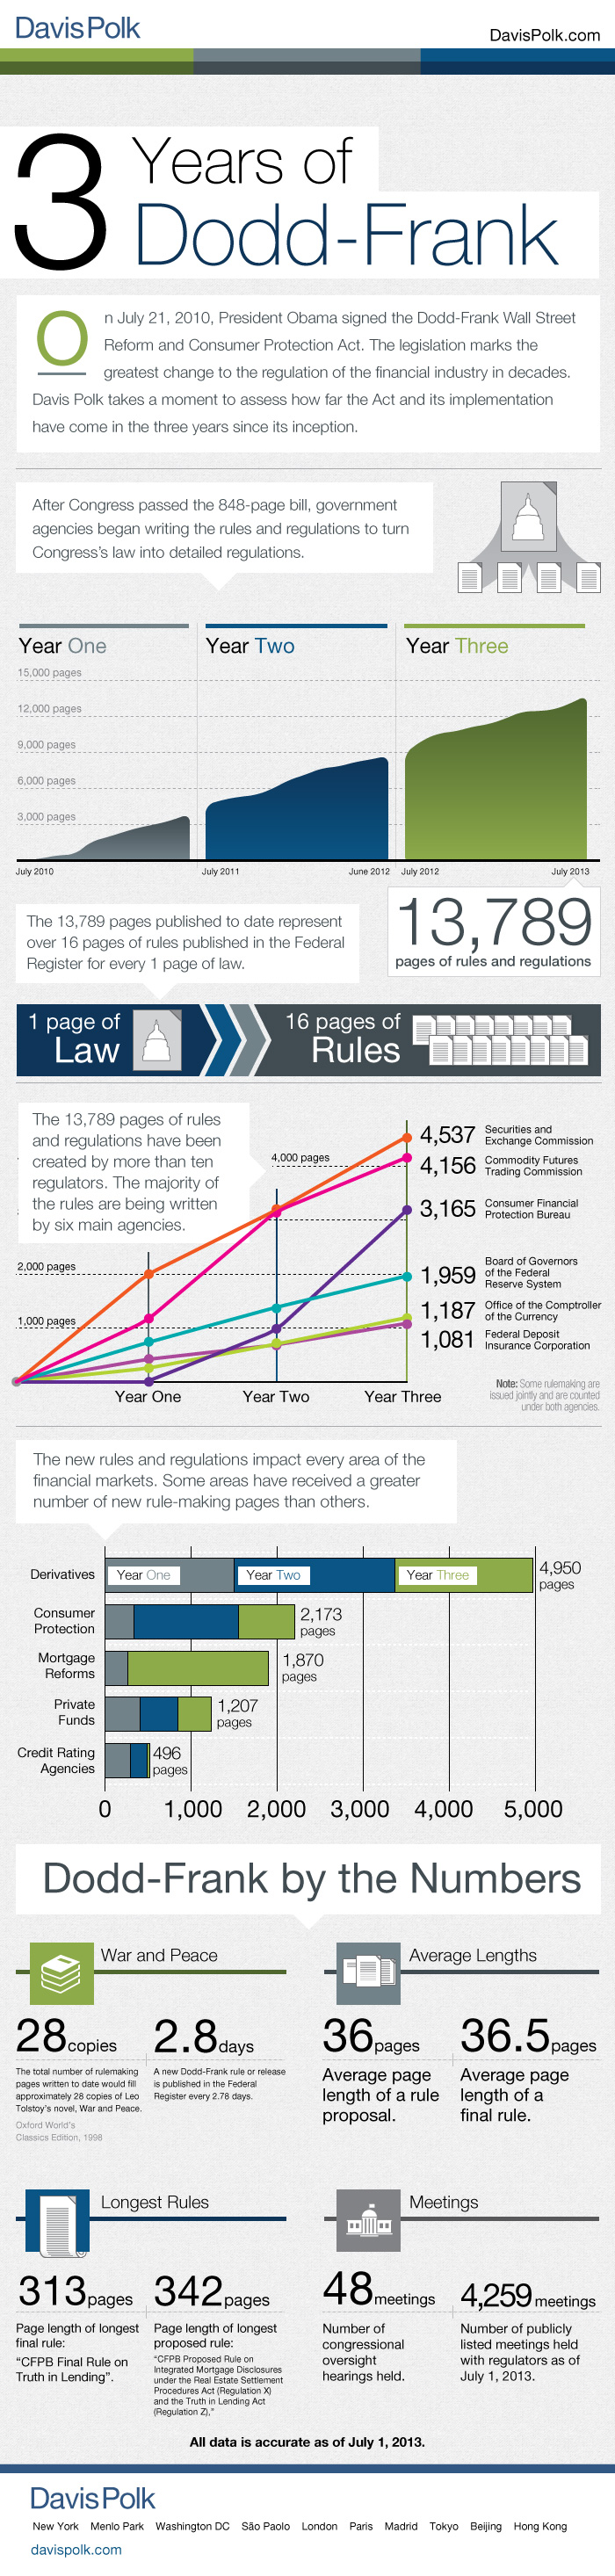 DavisPolk
DavisPolk.com
3 Years of
Dodd-Frank
On July 21, 2010, President Obama signed the Dodd-Frank Wall Street
Reform and Consumer Protection Act. The legislation marks the
greatest change to the regulation of the financial industry in decades.
Davis Polk takes a moment to assess how far the Act and its implementation
have come in the three years since its inception.
After Congress passed the 848-page bill, government
agencies began writing the rules and regulations to turn
Congress's law into detailed regulations.
Year One
Year Two
Year Three
15,000 pages
12,000 pages
9,000 pages
6,000 pages
3,000 pages
July 2010
July 2011
June 2012
July 2012
July 2013
The 13,789 pages published to date represent
over 16 pages of rules published in the Federal
Register for every 1 page of law.
13,789
pages of rules and regulations
1 page of
Law
16 pages of
Rules
The 13,789 pages of rules
and regulations have been
created by more than ten
regulators. The majority of
the rules are being written
by six main agencies.
4,000 pages
2,000 pages
1,000 pages
4,537 Securities and
Exchange Commission
4,156 Commodity Futures
Trading Commission
3,165 Consumer Financial
Protection Bureau
1,959 Board of Governors
of the Federal
Reserve System
1,187 Office of the Comptroller
of the Currency
1,081 Federal Deposit
Insurance Corporation
Year One
Year Two
Year Three
Note: Some rulemaking are
issued jointly and are counted
under both agencies.
The new rules and regulations impact every area of the
financial markets. Some areas have received a greater
number of new rule-making pages than others.
Derivatives
Year One
Year Two
Year Three
4,950
pages
Consumer
Protection
2,173
pages
Mortgage
Reforms
1,870
pages
Private
Funds
1,207
pages
Credit Rating
Agencies
496
pages
0 1,000 2,000 3,000 4,000 5,000
Dodd-Frank by the Numbers
War and Peace
28 copies
The total number of rulemaking
pages written to date would fill
approximately 28 copies of Leo
Tolstoy's novel, War and Peace.
Oxford World's
Classics Edition, 1998
2.8 days
A new Dodd-Frank rule or release
is published in the Federal
Register every 2.78 days.
Average Lengths
36 pages
Average page
length of a rule
proposal.
36.5 pages
Average page
length of a
final rule.
Longest Rules
313 pages
Page length of longest
final rule:
"CFPB Final Rule on
Truth in Lending".
342 pages
Page length of longest
proposed rule:
"CFPB Proposed Rule on
Integrated Mortgage Disclosures
under the Real Estate Settlement
Procedures Act (Regulation X)
and the Truth in Lending Act
(Regulation Z),"
Meetings
48 meetings
Number of
congressional
oversight
hearings held.
4,259 meetings
Number of publicly
listed meetings held
with regulators as of
July 1, 2013.
All data is accurate as of July 1, 2013.
DavisPolk
New York Menlo Park Washington DC São Paolo London Paris Madrid Tokyo Beijing Hong Kong
davispolk.com